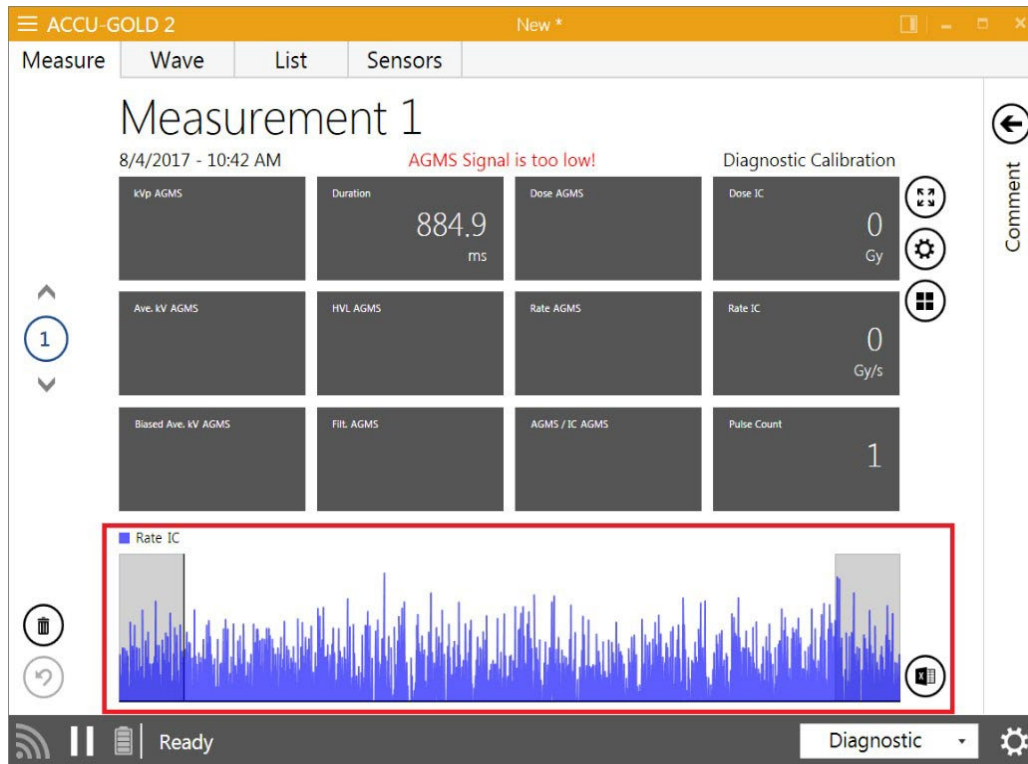 ACCU-GOLD 2 New *
Measure Wave List Sensors
Measurement 1
8/4/2017 - 10:42 AM AGMS Signal is too low! Diagnostic Calibration
kVp AGMS Duration Dose AGMS Dose IC
884.9 0
ms Gy
Ave. kV AGMS HVL AGMS Rate AGMS Rate IC
0
Gy/s
Biased Ave. kV AGMS Filt. AGMS AGMS / IC AGMS Pulse Count
1
1
Comment
Rate IC
Ready Diagnostic